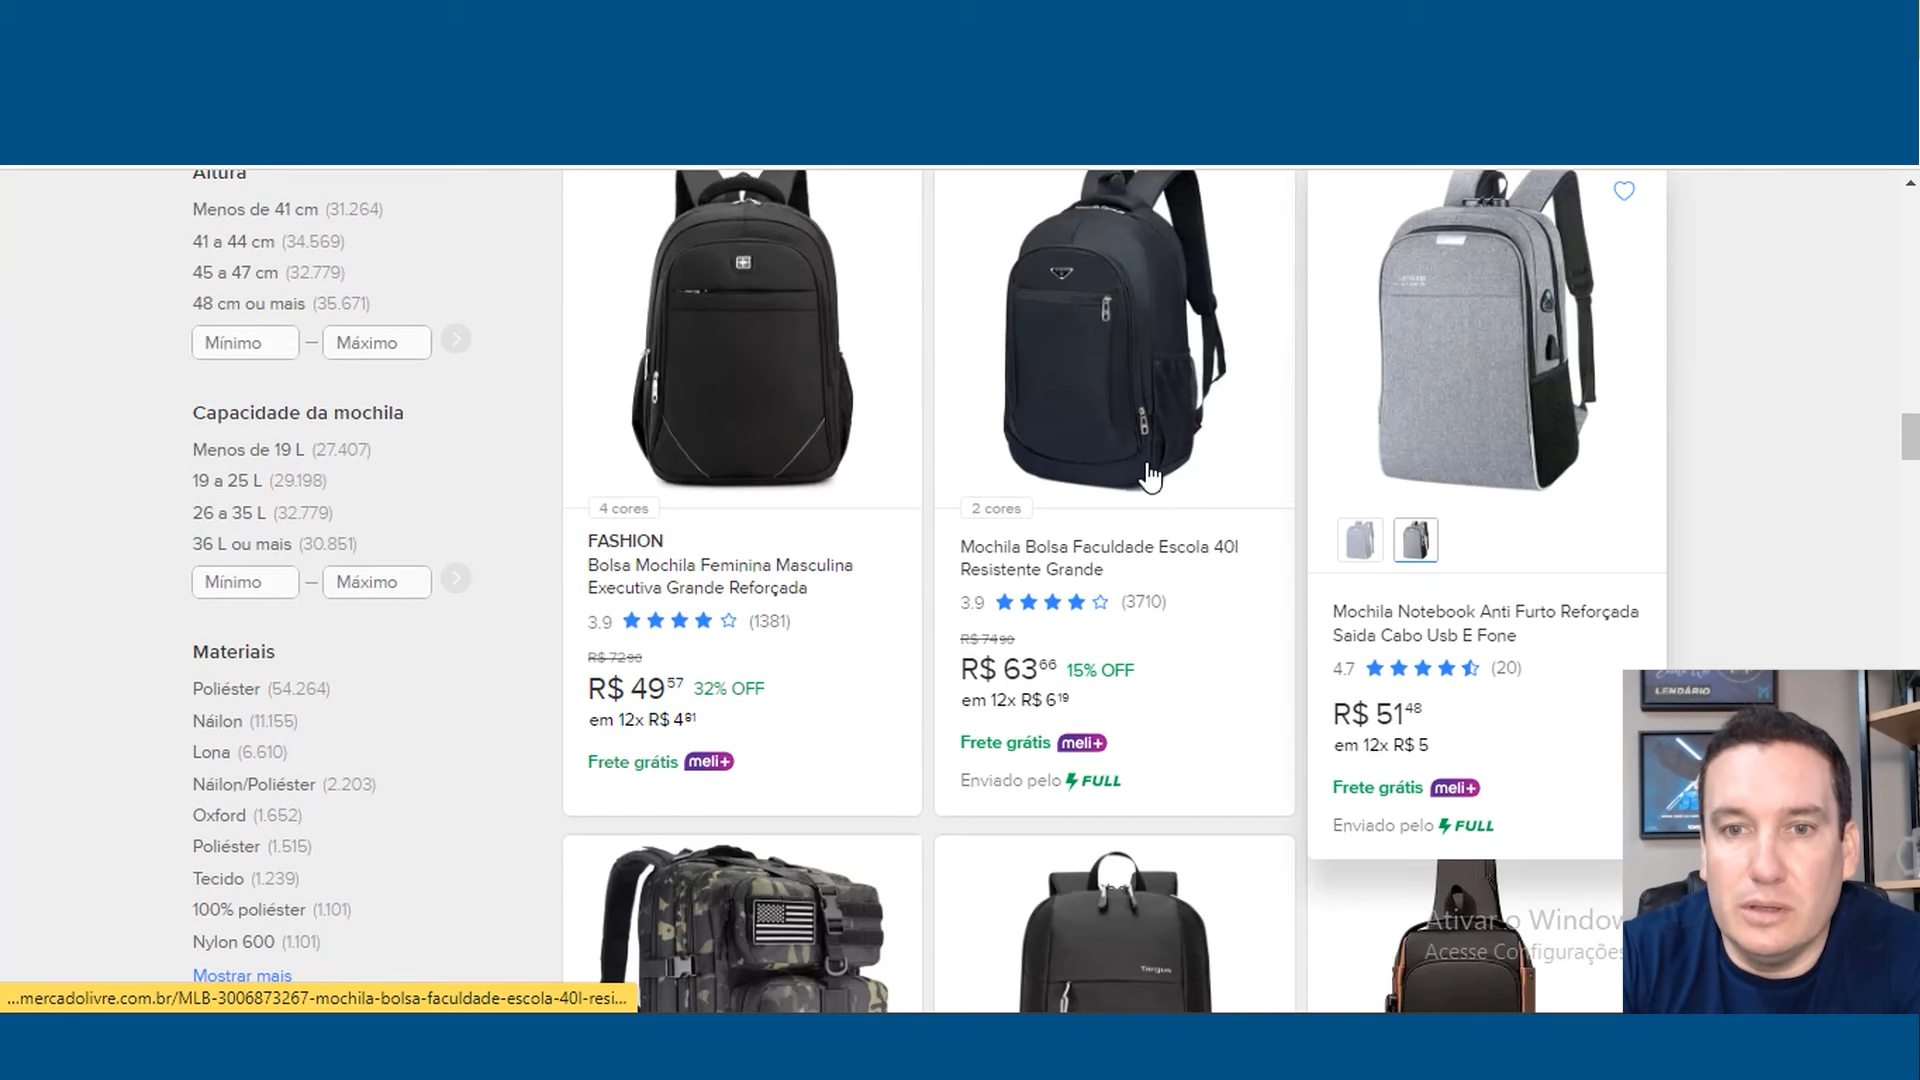 Altura
Menos de 41 cm (31.264)
41 a 44 cm (34.569)
45 a 47 cm (32.779)
48 cm ou mais (35.671)
Mínimo — Máximo
Capacidade da mochila
Menos de 19 L (27.407)
19 a 25 L (29.198)
26 a 35 L (32.779)
36 L ou mais (30.851)
Mínimo — Máximo
Materiais
Poliéster (54.264)
Náilon (11.155)
Lona (6.610)
Náilon/Poliéster (2.203)
Oxford (1.652)
Poliéster (1.515)
Tecido (1.239)
100% poliéster (1.101)
Nylon 600 (1.101)
Mostrar mais
...mercadolivre.com.br/MLB-3006873267-mochila-bolsa-faculdade-escola-40l-resi...
4 cores
FASHION
Bolsa Mochila Feminina Masculina
Executiva Grande Reforçada
3.9 (1381)
R$ 72 90
R$ 49 57 32% OFF
em 12x R$ 4 81
Frete grátis meli+
2 cores
Mochila Bolsa Faculdade Escola 40l
Resistente Grande
3.9 (3710)
R$ 74 90
R$ 63 66 15% OFF
em 12x R$ 6 19
Frete grátis meli+
Enviado pelo FULL
Mochila Notebook Anti Furto Reforçada
Saida Cabo Usb E Fone
4.7 (20)
R$ 51 48
em 12x R$ 5
Frete grátis meli+
Enviado pelo FULL
Targus
Ativar o Window
Acesse Configurações
LENDÁRIO